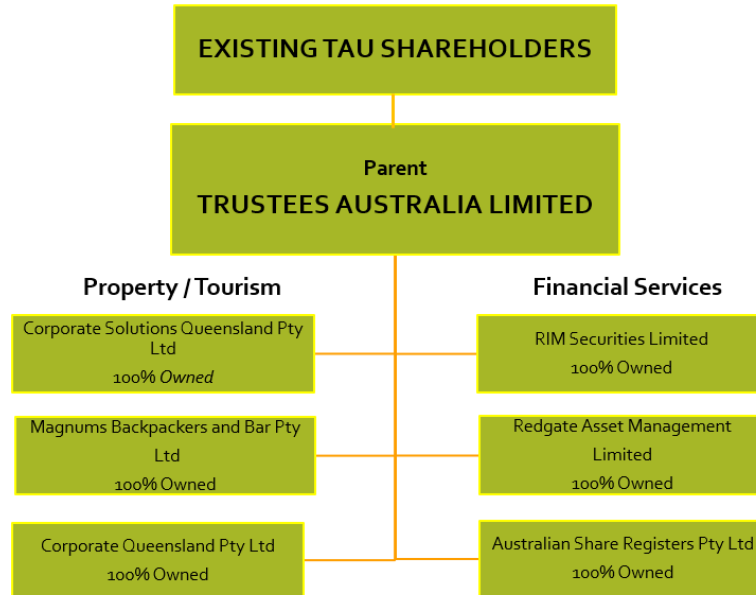 EXISTING TAU SHAREHOLDERS
Parent
TRUSTEES AUSTRALIA LIMITED
Property / Tourism
Corporate Solutions Queensland Pty
Ltd
100% Owned
Magnums Backpackers and Bar Pty
Ltd
100% Owned
Corporate Queensland Pty Ltd
100% Owned
Financial Services
RIM Securities Limited
100% Owned
Redgate Asset Management
Limited
100% Owned
Australian Share Registers Pty Ltd
100% Owned